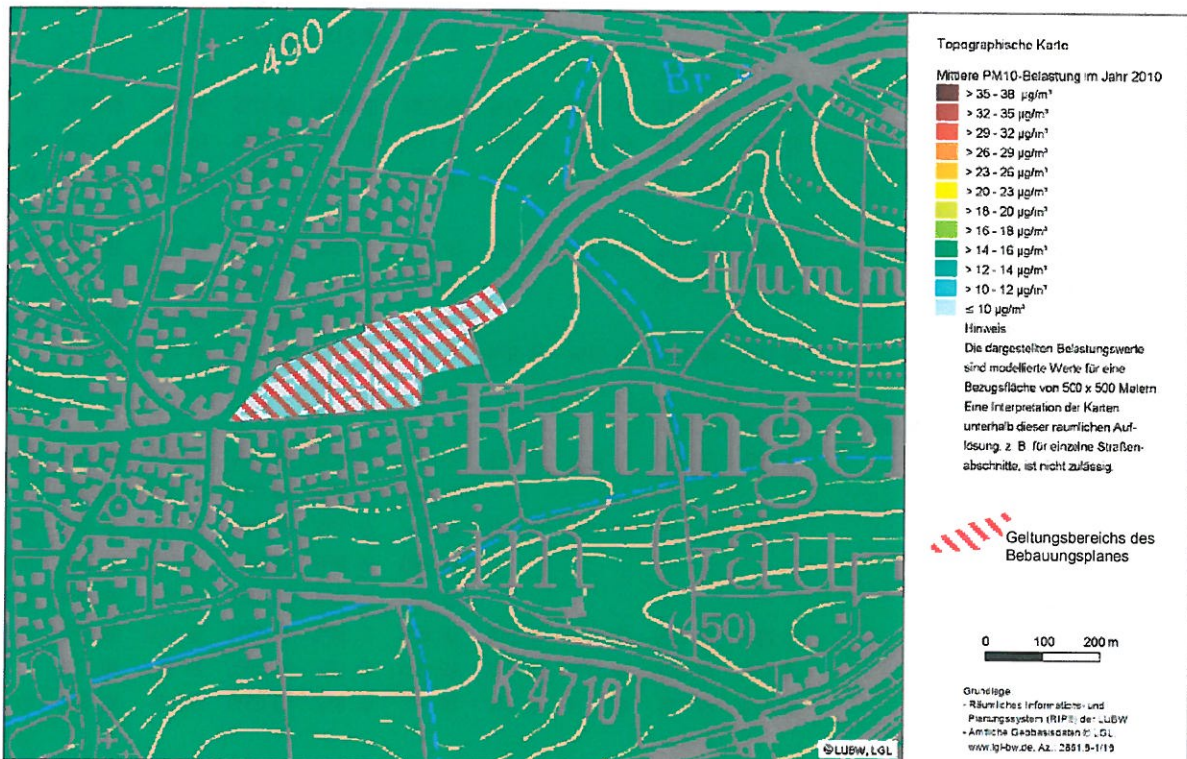 490
Br
Humm
Eutinger
im Gäu
(450)
K 4710
©LUBW, LGL
Topographische Karte
Mittlere PM10-Belastung im Jahr 2010
> 35 - 38 µg/m³
> 32 - 35 µg/m³
> 29 - 32 µg/m³
> 26 - 29 µg/m³
> 23 - 26 µg/m³
> 20 - 23 µg/m³
> 18 - 20 µg/m³
> 16 - 18 µg/m³
> 14 - 16 µg/m³
> 12 - 14 µg/m³
> 10 - 12 µg/m³
≤ 10 µg/m³
Hinweis
Die dargestellten Belastungswerte
sind modellierte Werte für eine
Bezugsfläche von 500 x 500 Metern
Eine Interpretation der Karten
unterhalb dieser räumlichen Auf-
lösung, z. B. für einzelne Straßen-
abschnitte, ist nicht zulässig.
Geltungsbereichs des
Bebauungsplanes
0 100 200 m
Grundlage
- Räumliches Informations- und
Planungssystem (RIPS) der LUBW
- Amtliche Geobasisdaten © LGL,
www.lgl-bw.de, Az.: 2851.9-1/19